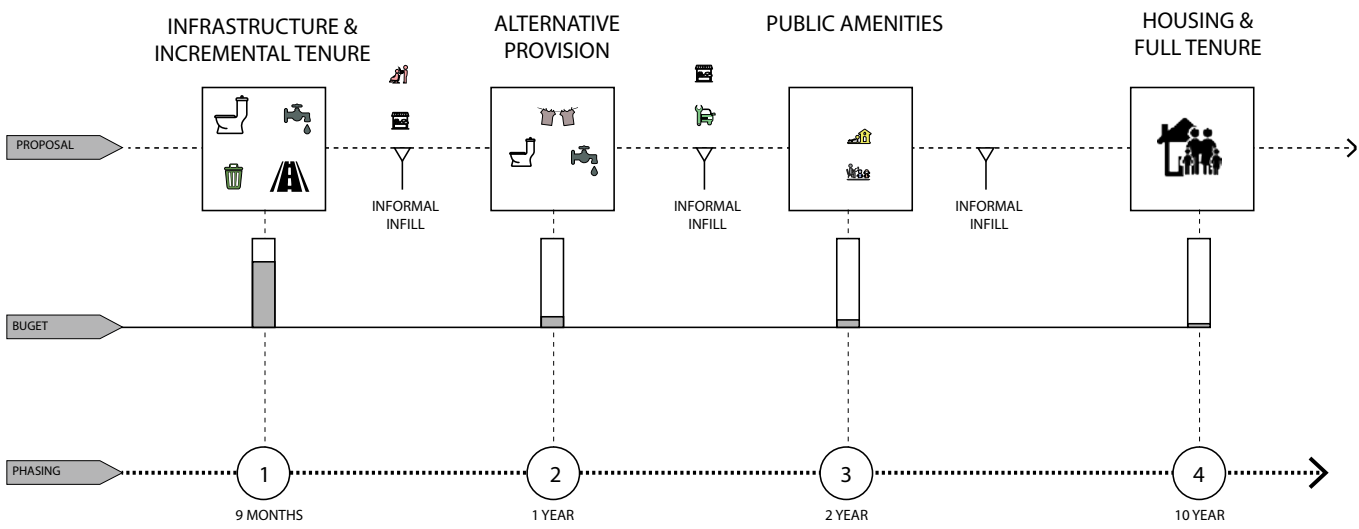 INFRASTRUCTURE &
INCREMENTAL TENURE
ALTERNATIVE
PROVISION
PUBLIC AMENITIES
HOUSING &
FULL TENURE
PROPOSAL
INFORMAL
INFILL
INFORMAL
INFILL
INFORMAL
INFILL
BUGET
PHASING
1
2
3
4
9 MONTHS
1 YEAR
2 YEAR
10 YEAR